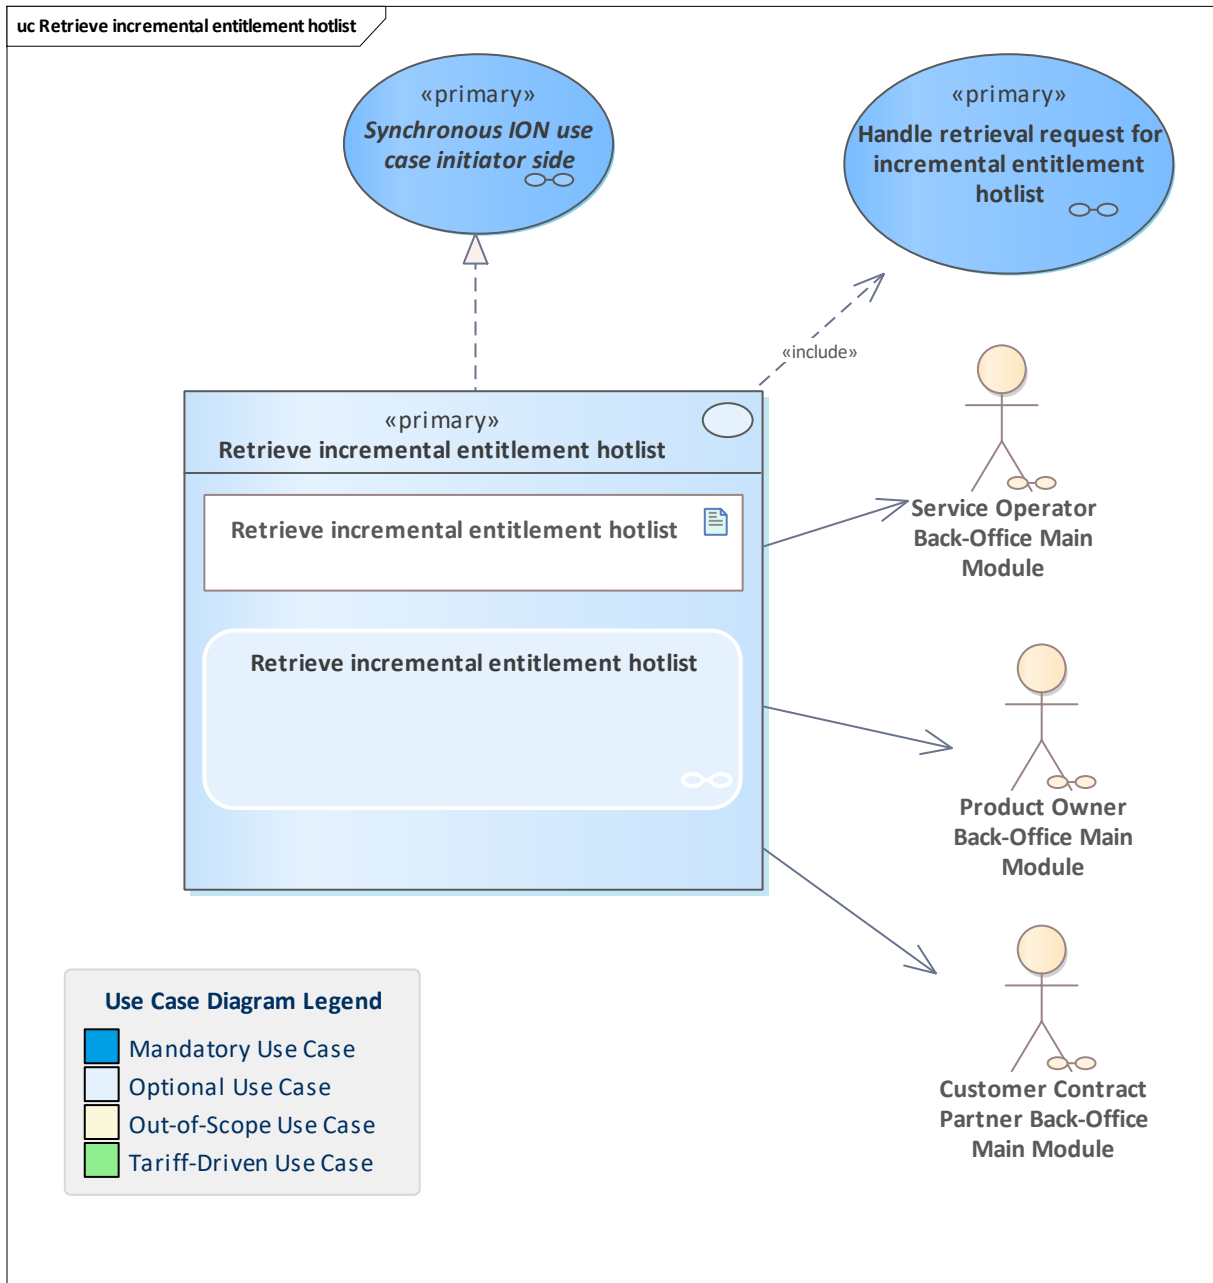 uc Retrieve incremental entitlement hotlist
«primary»
Synchronous ION use
case initiator side
«primary»
Handle retrieval request for
incremental entitlement
hotlist
«include»
«primary»
Retrieve incremental entitlement hotlist
Retrieve incremental entitlement hotlist
Retrieve incremental entitlement hotlist
Service Operator
Back-Office Main
Module
Product Owner
Back-Office Main
Module
Customer Contract
Partner Back-Office
Main Module
Use Case Diagram Legend
Mandatory Use Case
Optional Use Case
Out-of-Scope Use Case
Tariff-Driven Use Case